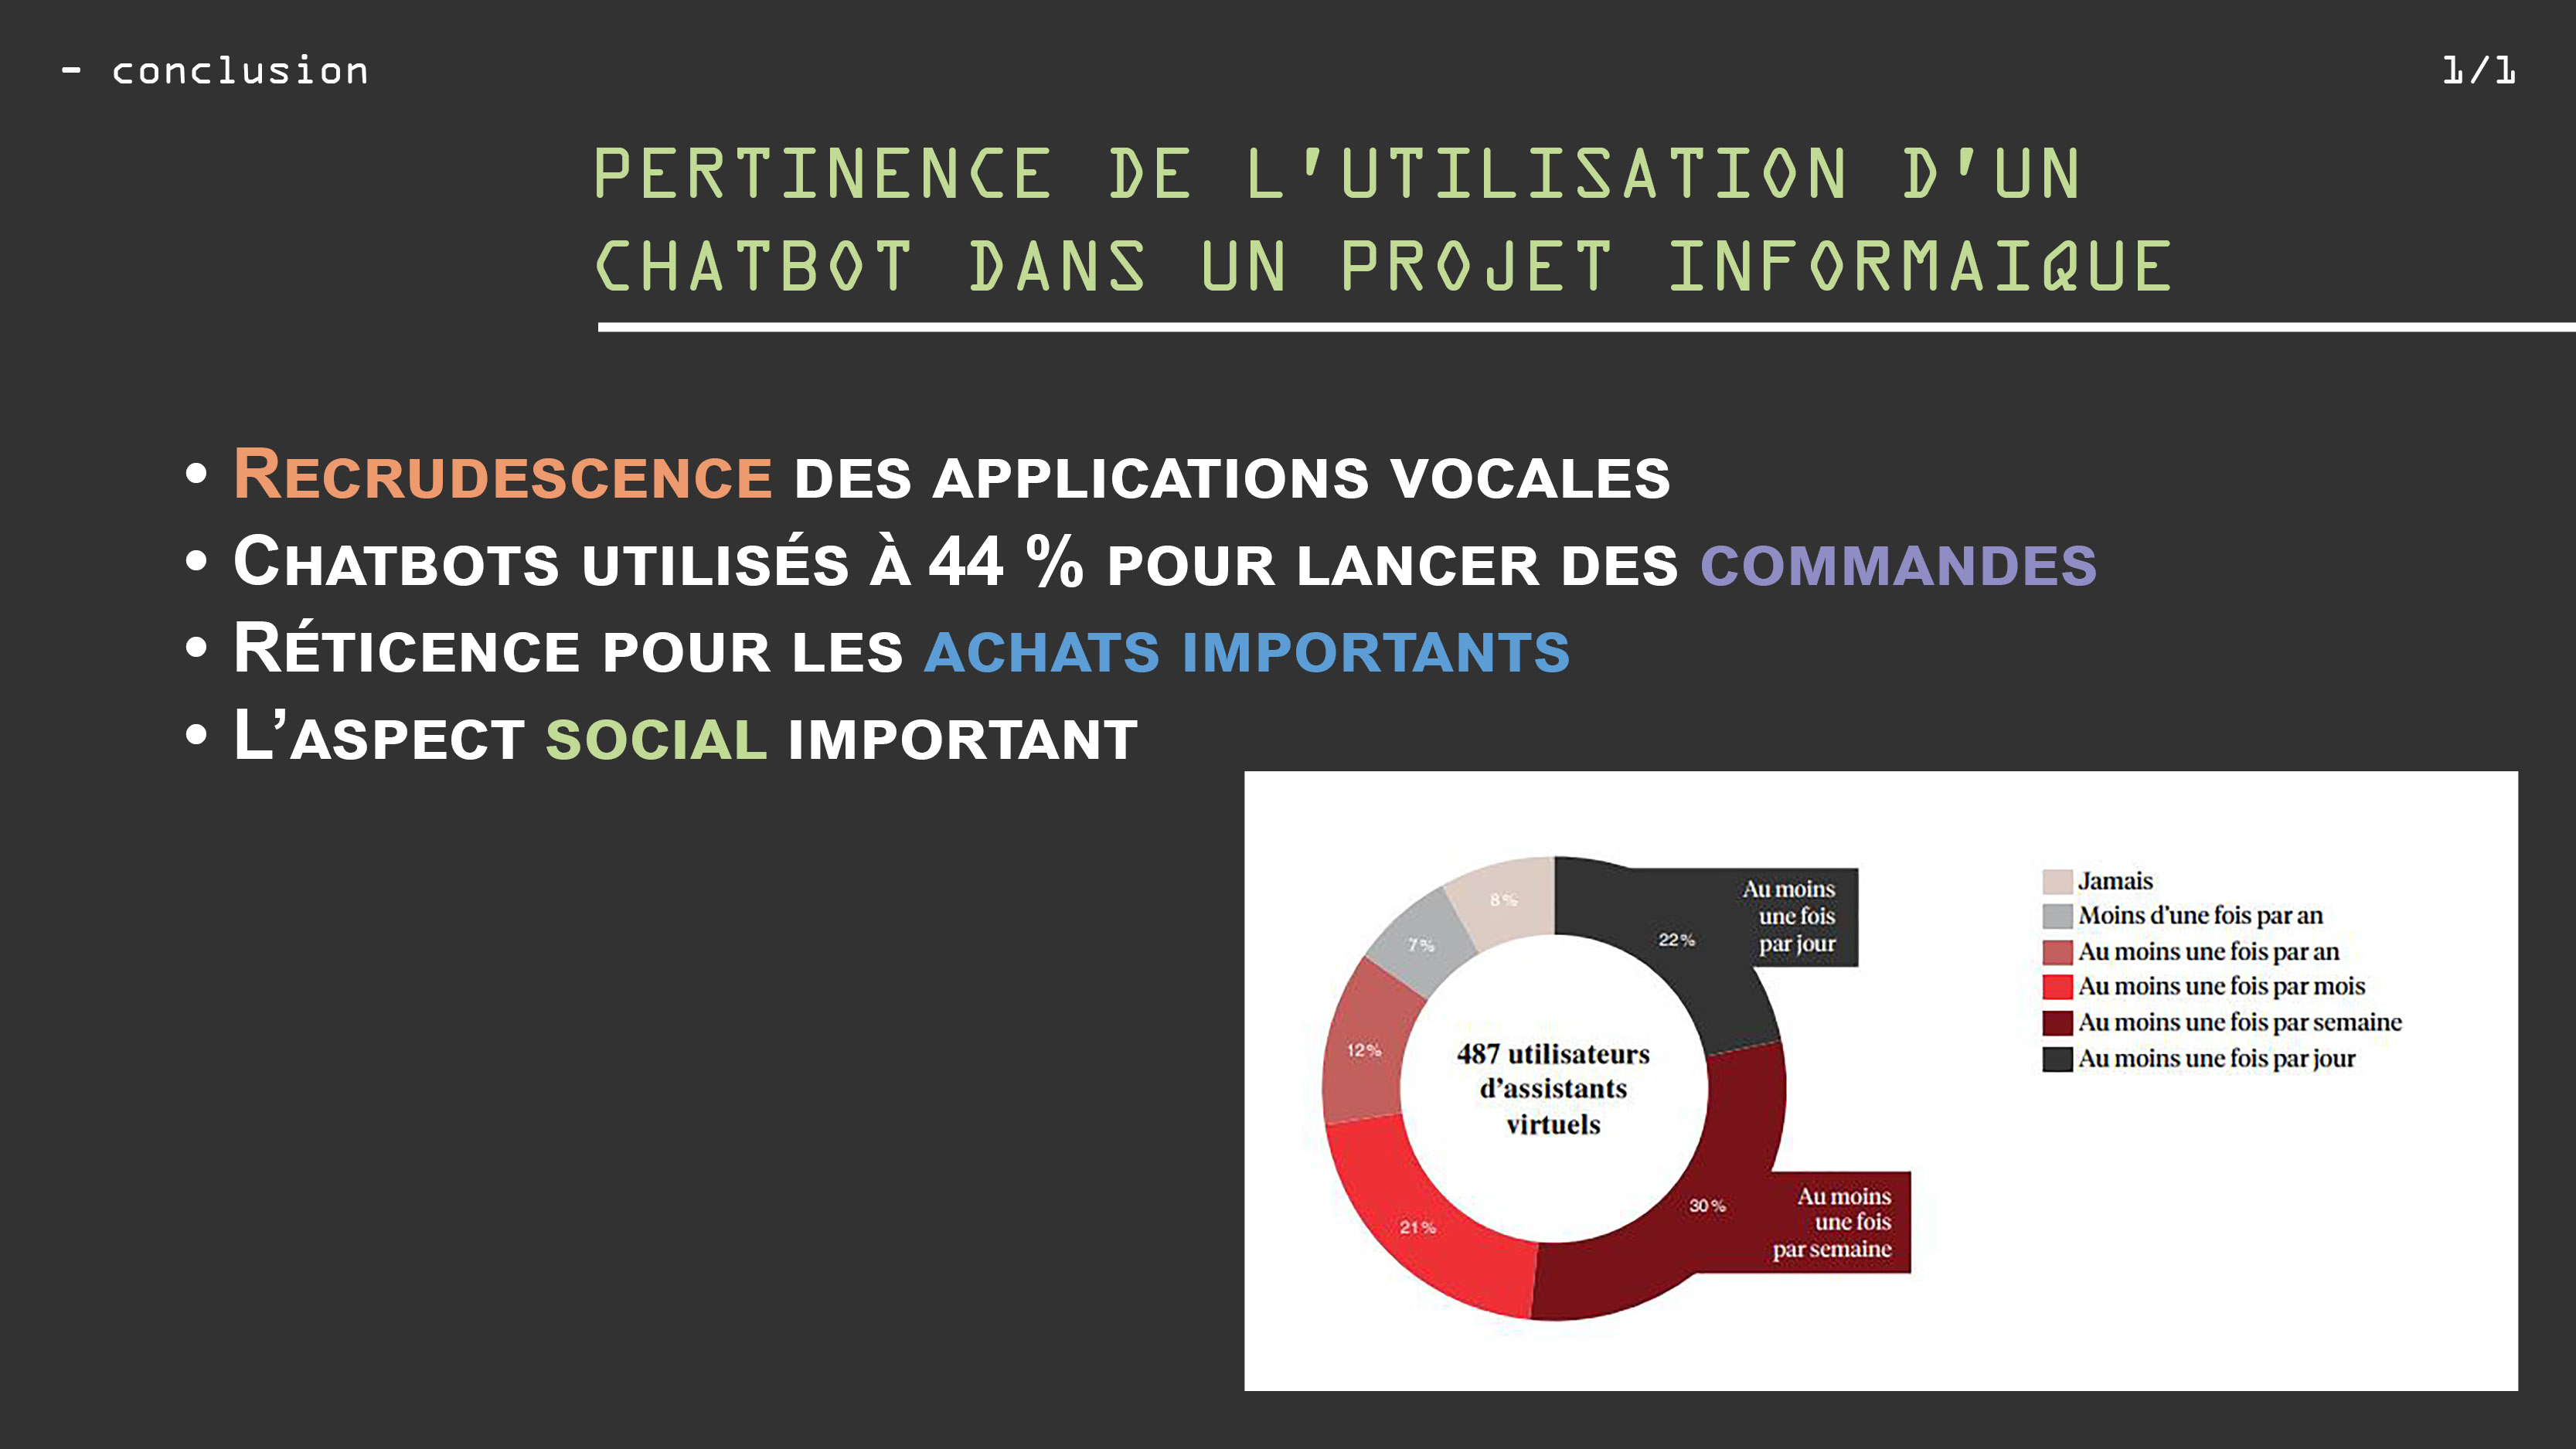 - conclusion
1/1
PERTINENCE DE L'UTILISATION D'UN
CHATBOT DANS UN PROJET INFORMAIQUE
• Recrudescence des applications vocales
• Chatbots utilisés à 44 % pour lancer des commandes
• Réticence pour les achats importants
• L’aspect social important
8%
7%
12%
21%
30%
22%
Au moins
une fois
par jour
487 utilisateurs
d’assistants
virtuels
Au moins
une fois
par semaine
Jamais
Moins d’une fois par an
Au moins une fois par an
Au moins une fois par mois
Au moins une fois par semaine
Au moins une fois par jour